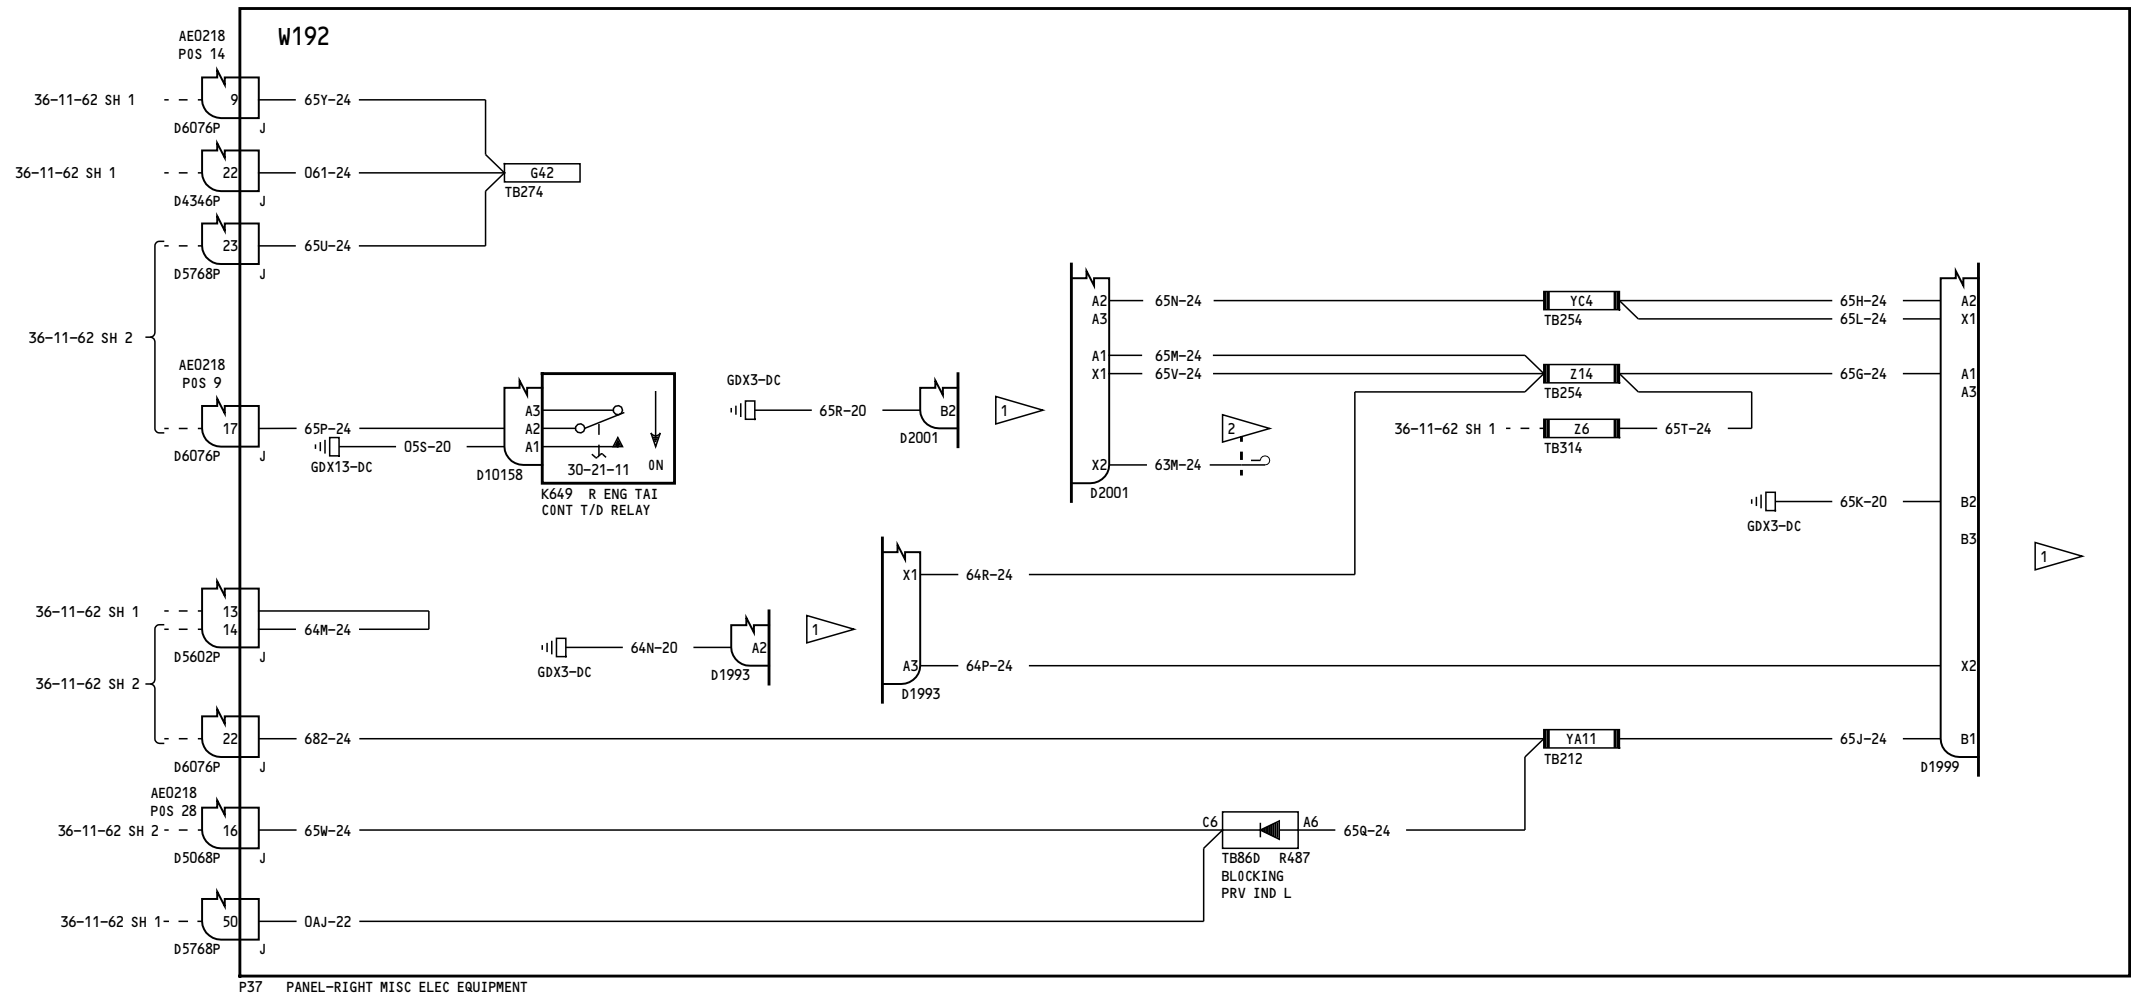 W192
AE0218
POS 14
36-11-62 SH 1
9
65Y-24
D6076P
J
36-11-62 SH 1
22
061-24
G42
TB274
D4346P
J
23
65U-24
D5768P
J
36-11-62 SH 2
AE0218
POS 9
17
65P-24
D6076P
J
GDX13-DC
05S-20
A3
A2
A1
D10158
30-21-11
ON
K649 R ENG TAI
CONT T/D RELAY
GDX3-DC
65R-20
B2
D2001
1
A2
65N-24
YC4
TB254
65H-24
A2
A3
65L-24
X1
A1
65M-24
X1
65V-24
Z14
TB254
65G-24
A1
A3
2
36-11-62 SH 1
Z6
TB314
65T-24
X2
63M-24
D2001
GDX3-DC
65K-20
B2
B3
1
36-11-62 SH 1
13
14
64M-24
D5602P
J
36-11-62 SH 2
GDX3-DC
64N-20
A2
D1993
1
X1
64R-24
A3
64P-24
D1993
X2
22
682-24
D6076P
J
YA11
TB212
65J-24
B1
D1999
AE0218
POS 28
36-11-62 SH 2
16
65W-24
D5068P
J
C6
A6
65Q-24
TB86D R487
BLOCKING
PRV IND L
36-11-62 SH 1
50
0AJ-22
D5768P
J
P37 PANEL-RIGHT MISC ELEC EQUIPMENT